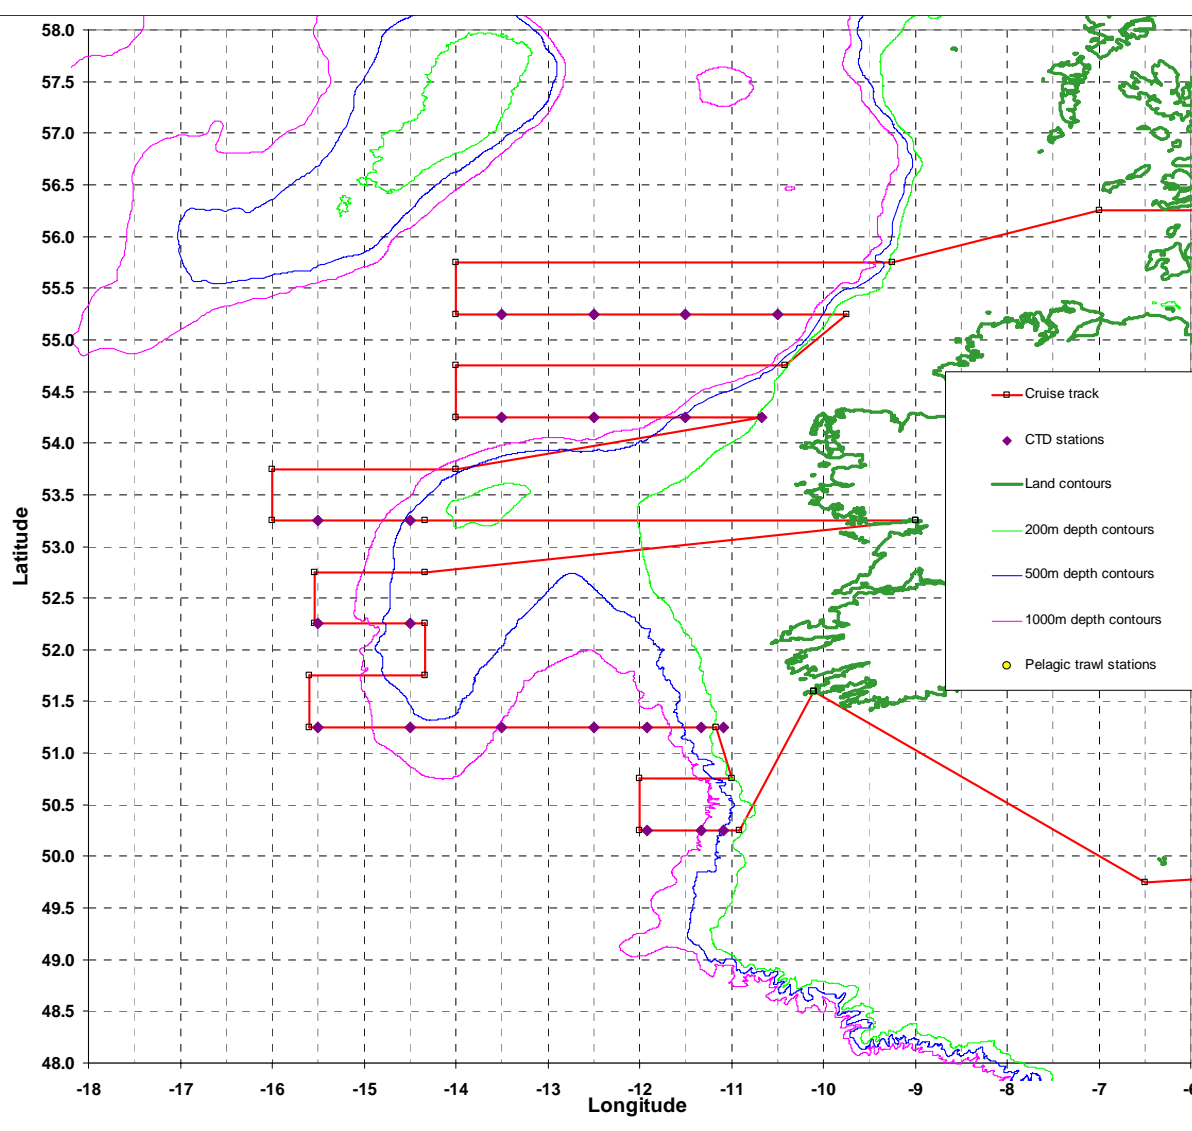 58.0
57.5
57.0
56.5
56.0
55.5
55.0
54.5
54.0
53.5
53.0
52.5
52.0
51.5
51.0
50.5
50.0
49.5
49.0
48.5
48.0
Latitude
Cruise track
CTD stations
Land contours
200m depth contours
500m depth contours
1000m depth contours
Pelagic trawl stations
-18 -17 -16 -15 -14 -13 -12 -11 -10 -9 -8 -7
Longitude